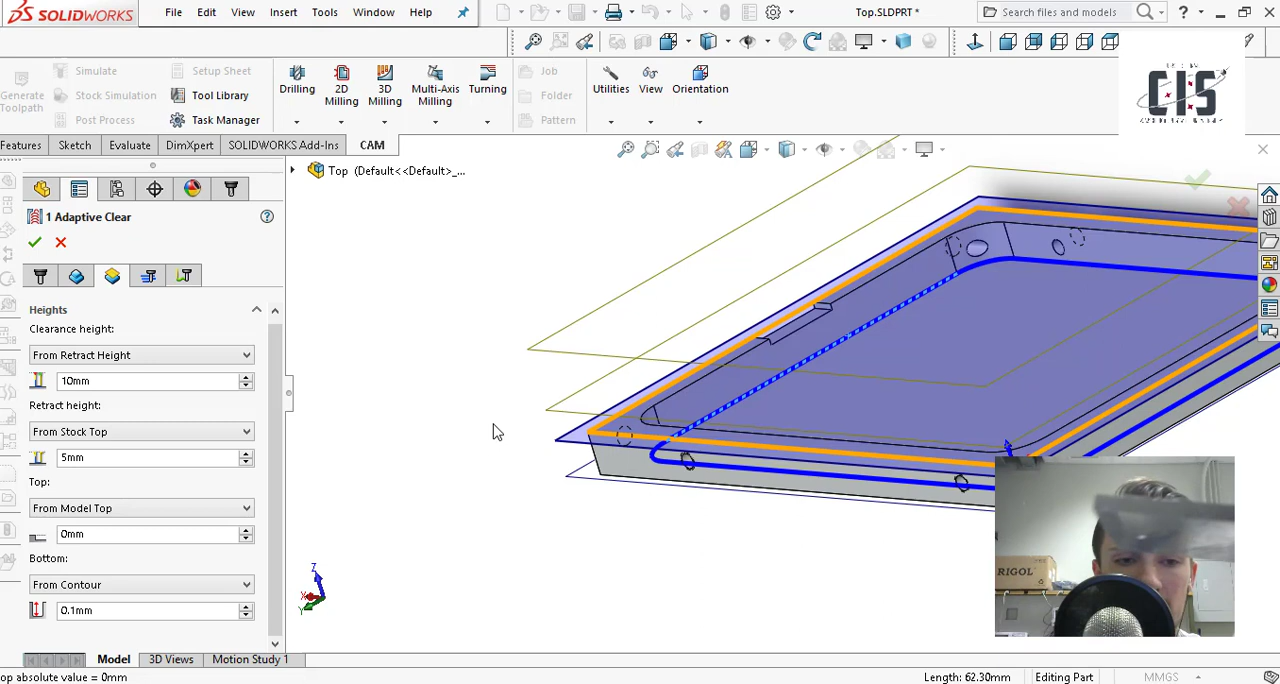 SOLIDWORKS
File Edit View Insert Tools Window Help
Top.SLDPRT *
Search files and models
?
Generate Toolpath
Simulate
Stock Simulation
Post Process
Setup Sheet
Tool Library
Task Manager
Drilling
2D Milling
3D Milling
Multi-Axis Milling
Turning
Job
Folder
Pattern
Utilities
View
Orientation
CIS
Features Sketch Evaluate DimXpert SOLIDWORKS Add-Ins CAM
Top (Default<<Default>_...
1 Adaptive Clear
?
Heights
Clearance height:
From Retract Height
10mm
Retract height:
From Stock Top
5mm
Top:
From Model Top
0mm
Bottom:
From Contour
0.1mm
Z
X
Y
RIGOL
Model 3D Views Motion Study 1
op absolute value = 0mm
Length: 62.30mm
Editing Part
MMGS